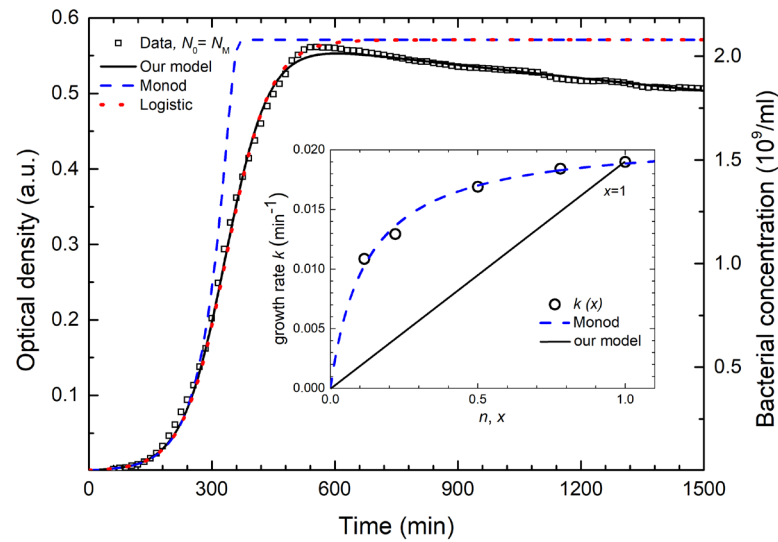 0.6
0.5
0.4
0.3
0.2
0.1
Optical density (a.u.)
Data, N₀= N_M
Our model
Monod
Logistic
0.020
0.015
0.010
0.005
0.000
growth rate k (min⁻¹)
x=1
k (x)
Monod
our model
0.0
0.5
1.0
n, x
2.0
1.5
1.0
0.5
Bacterial concentration (10⁹/ml)
0
300
600
900
1200
1500
Time (min)